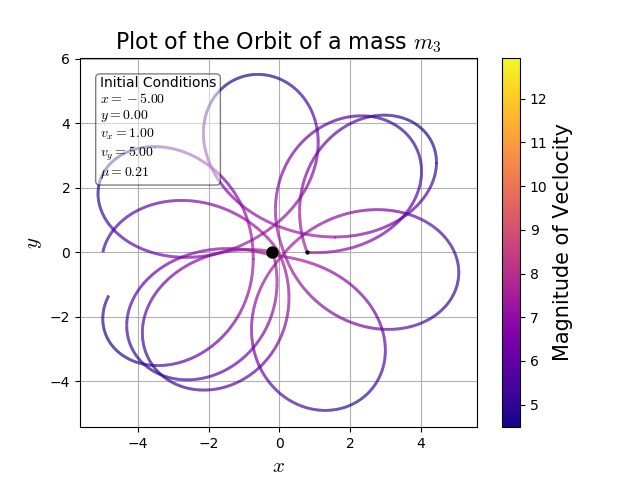 Plot of the Orbit of a mass m₃
Initial Conditions
x = −5.00
y = 0.00
vₓ = 1.00
v_y = 5.00
μ = 0.21
6
4
2
0
−2
−4
y
−4
−2
0
2
4
x
12
11
10
9
8
7
6
5
Magnitude of Veclocity